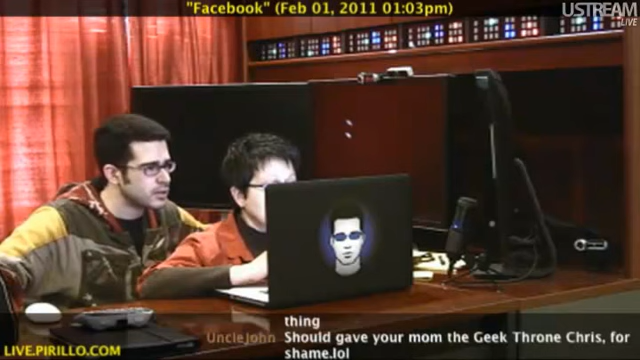 "Facebook" (Feb 01, 2011 01:03pm)
USTREAM
LIVE
thing
UncleJohn Should gave your mom the Geek Throne Chris, for
shame.lol
LIVE.PIRILLO.COM